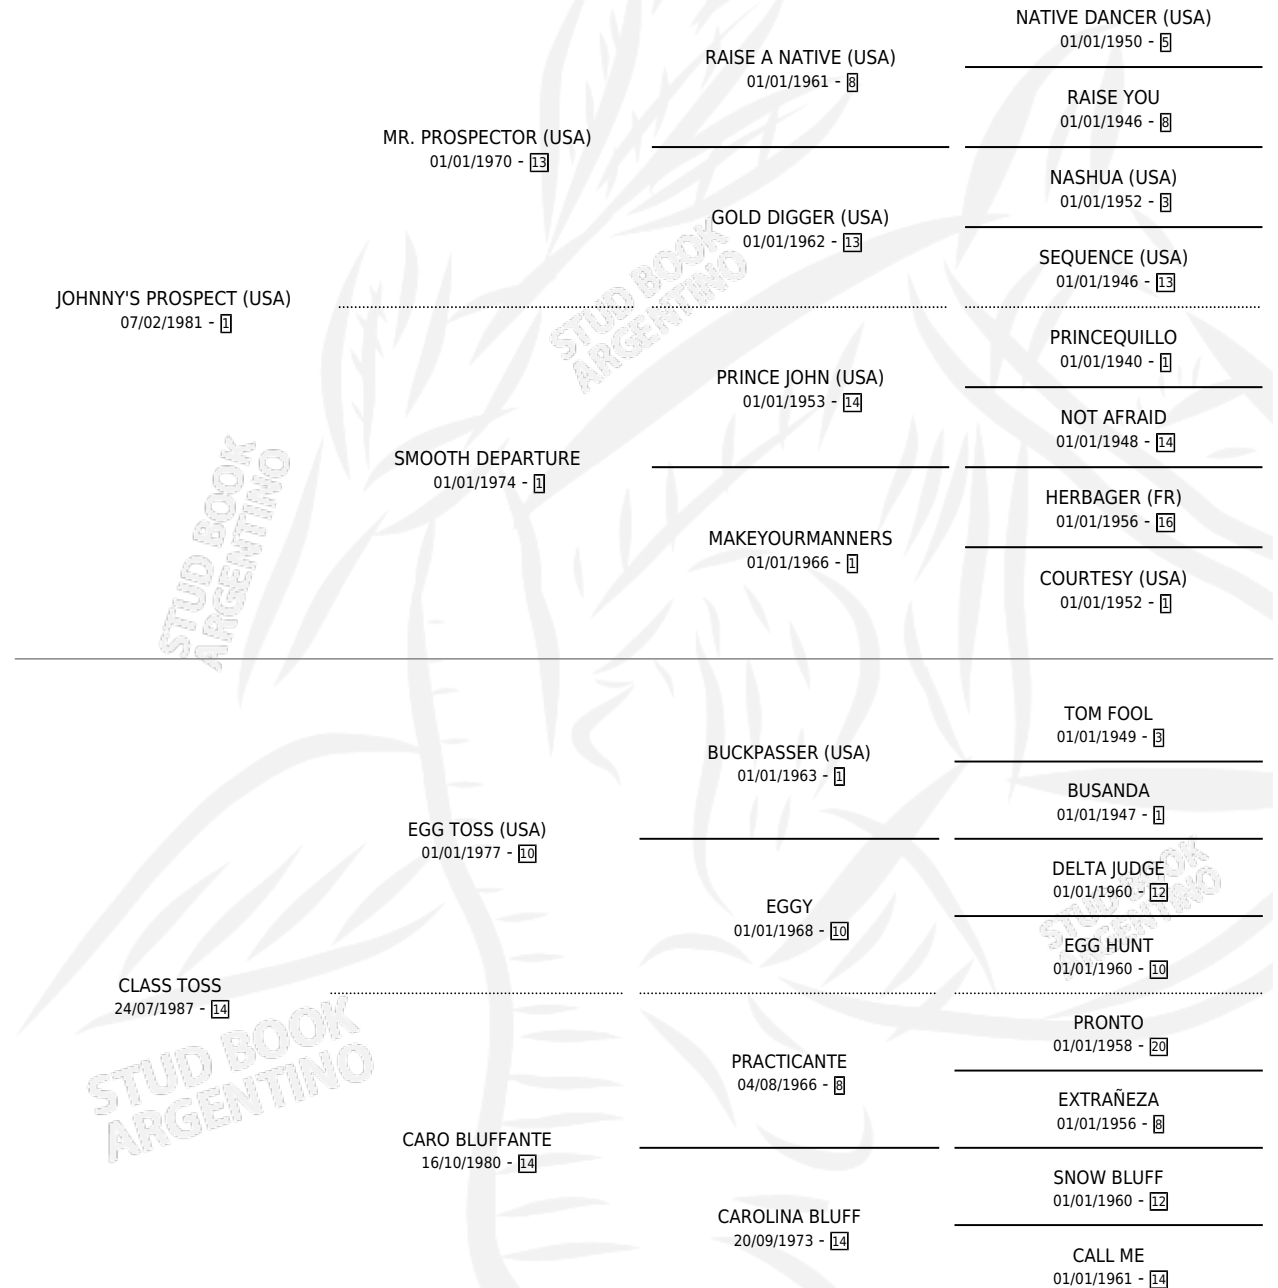 NATIVE DANCER (USA)
01/01/1950 - 5
RAISE A NATIVE (USA)
01/01/1961 - 8
RAISE YOU
01/01/1946 - 8
MR. PROSPECTOR (USA)
01/01/1970 - 13
NASHUA (USA)
01/01/1952 - 3
GOLD DIGGER (USA)
01/01/1962 - 13
SEQUENCE (USA)
01/01/1946 - 13
JOHNNY'S PROSPECT (USA)
07/02/1981 - 1
STUD BOOK
ARGENTINO
PRINCEQUILLO
01/01/1940 - 1
PRINCE JOHN (USA)
01/01/1953 - 14
NOT AFRAID
01/01/1948 - 14
SMOOTH DEPARTURE
01/01/1974 - 1
HERBAGER (FR)
01/01/1956 - 16
MAKEYOURMANNERS
01/01/1966 - 1
COURTESY (USA)
01/01/1952 - 1
STUD BOOK
ARGENTINO
TOM FOOL
01/01/1949 - 3
BUCKPASSER (USA)
01/01/1963 - 1
BUSANDA
01/01/1947 - 1
EGG TOSS (USA)
01/01/1977 - 10
DELTA JUDGE
01/01/1960 - 12
EGGY
01/01/1968 - 10
EGG HUNT
01/01/1960 - 10
STUD BOOK
ARGENTINO
CLASS TOSS
24/07/1987 - 14
PRONTO
01/01/1958 - 20
PRACTICANTE
04/08/1966 - 8
EXTRAÑEZA
01/01/1956 - 8
STUD BOOK
ARGENTINO
CARO BLUFFANTE
16/10/1980 - 14
SNOW BLUFF
01/01/1960 - 12
CAROLINA BLUFF
20/09/1973 - 14
CALL ME
01/01/1961 - 14